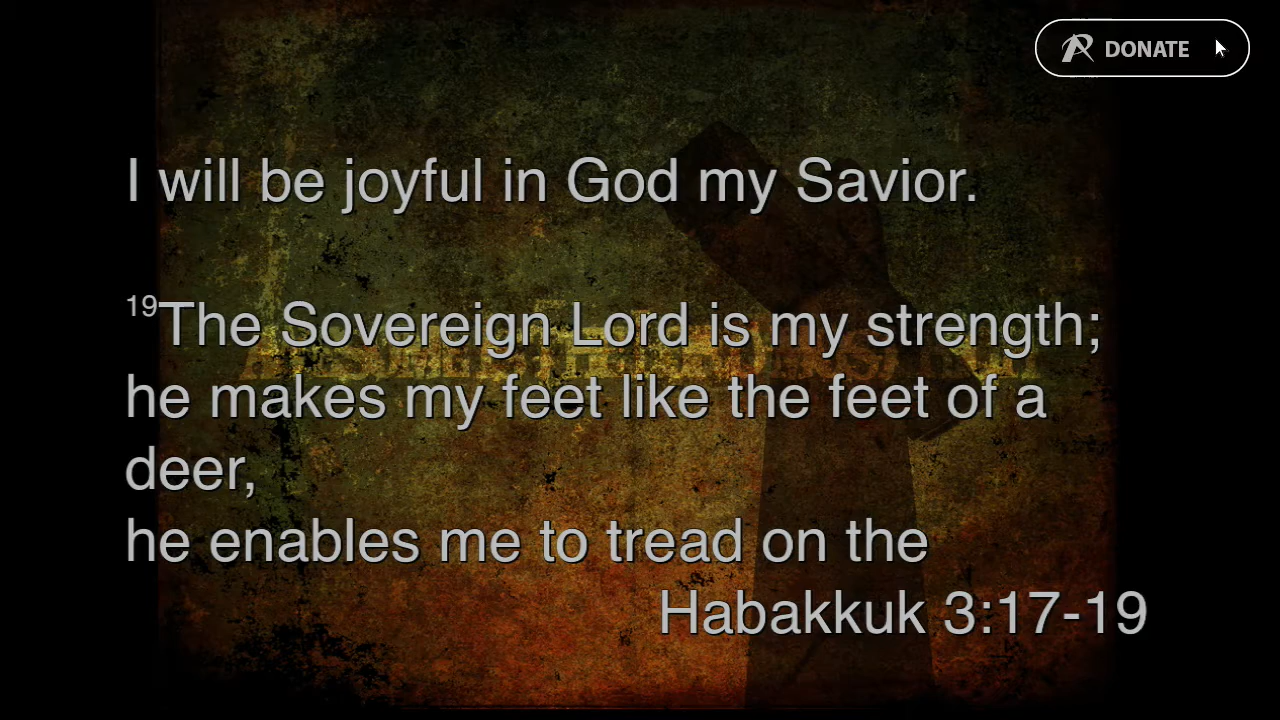 DONATE
I will be joyful in God my Savior.
19The Sovereign Lord is my strength;
he makes my feet like the feet of a
deer,
he enables me to tread on the
Habakkuk 3:17-19